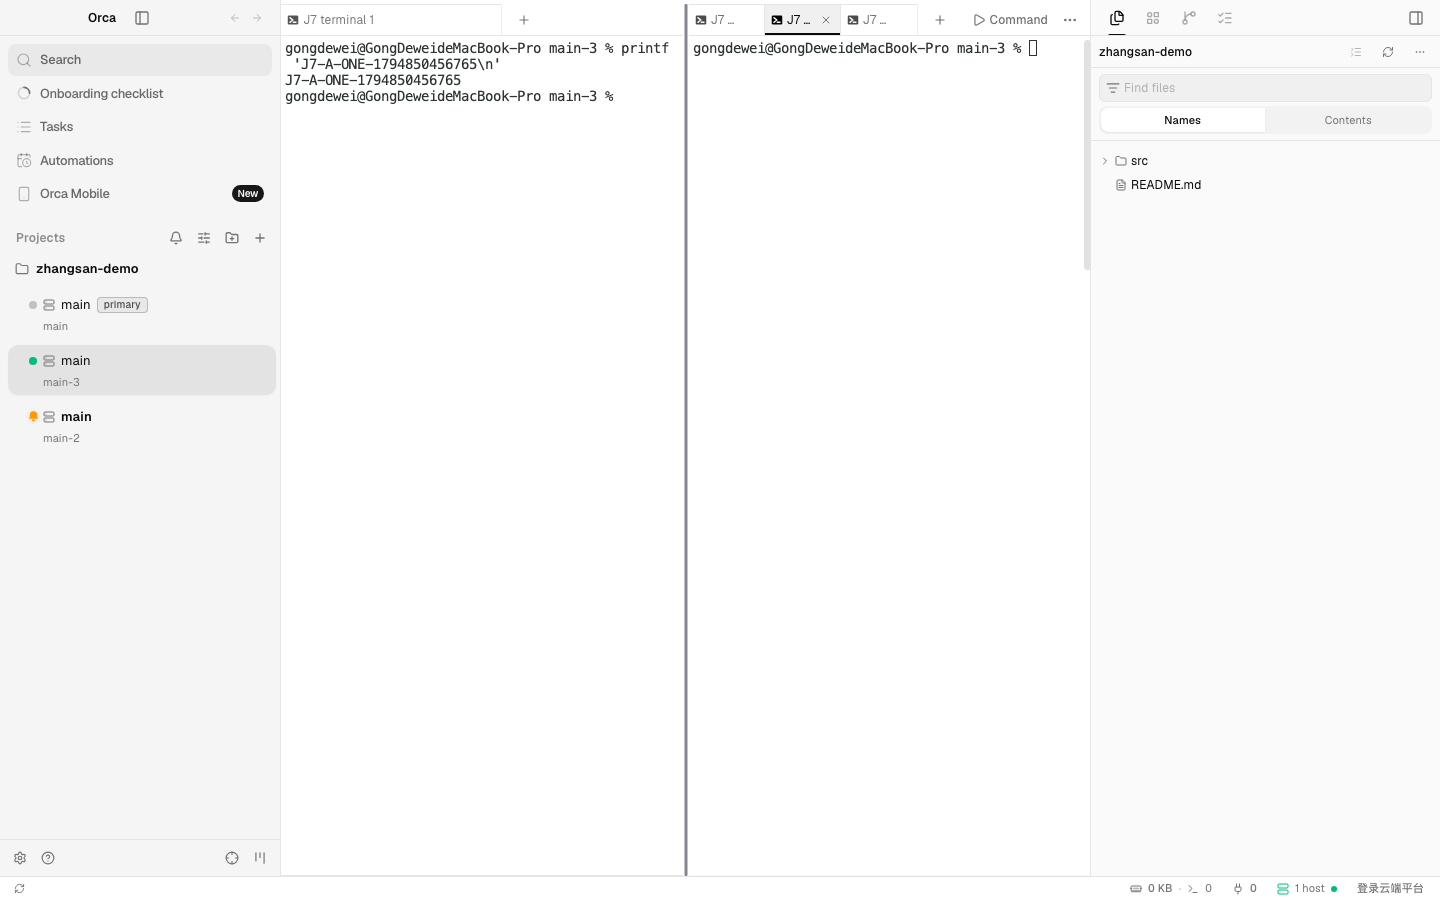 Orca
Search
Onboarding checklist
Tasks
Automations
Orca Mobile
New
Projects
zhangsan-demo
main
primary
main
main
main-3
main
main-2
J7 terminal 1
gongdewei@GongDeweideMacBook-Pro main-3 % printf
'J7-A-ONE-1794850456765\n'
J7-A-ONE-1794850456765
gongdewei@GongDeweideMacBook-Pro main-3 %
J7 ...
J7 ...
J7 ...
Command
gongdewei@GongDeweideMacBook-Pro main-3 %
zhangsan-demo
Find files
Names
Contents
src
README.md
0 KB · 0
0
1 host
登录云端平台